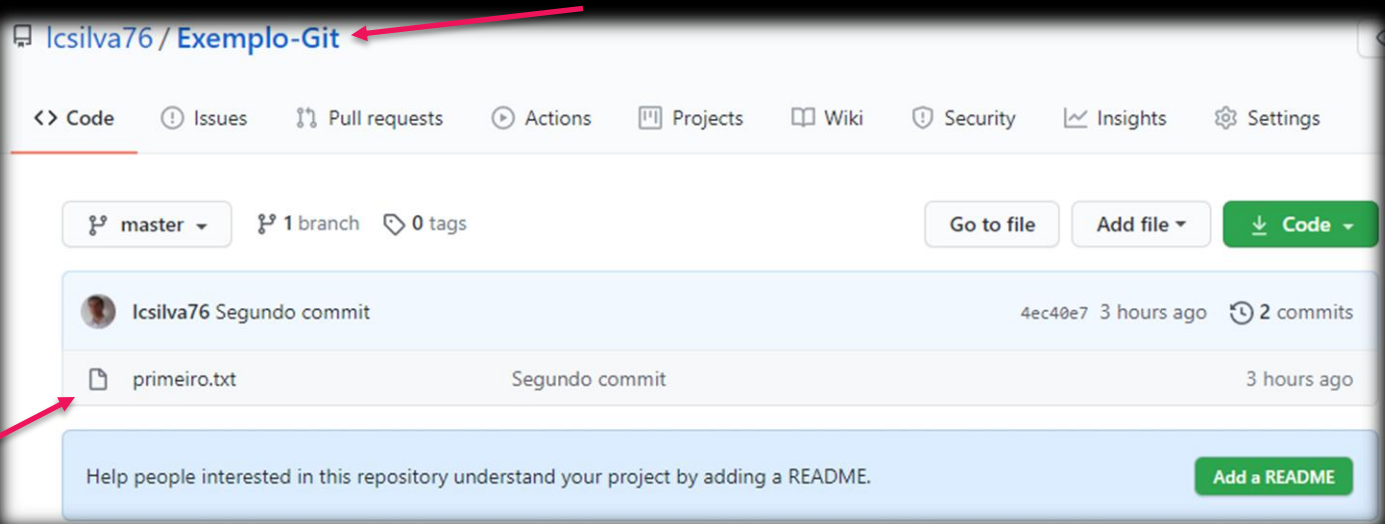 lcsilva76 / Exemplo-Git
Code Issues Pull requests Actions Projects Wiki Security Insights Settings
master 1 branch 0 tags Go to file Add file Code
lcsilva76 Segundo commit 4ec40e7 3 hours ago 2 commits
primeiro.txt Segundo commit 3 hours ago
Help people interested in this repository understand your project by adding a README. Add a README